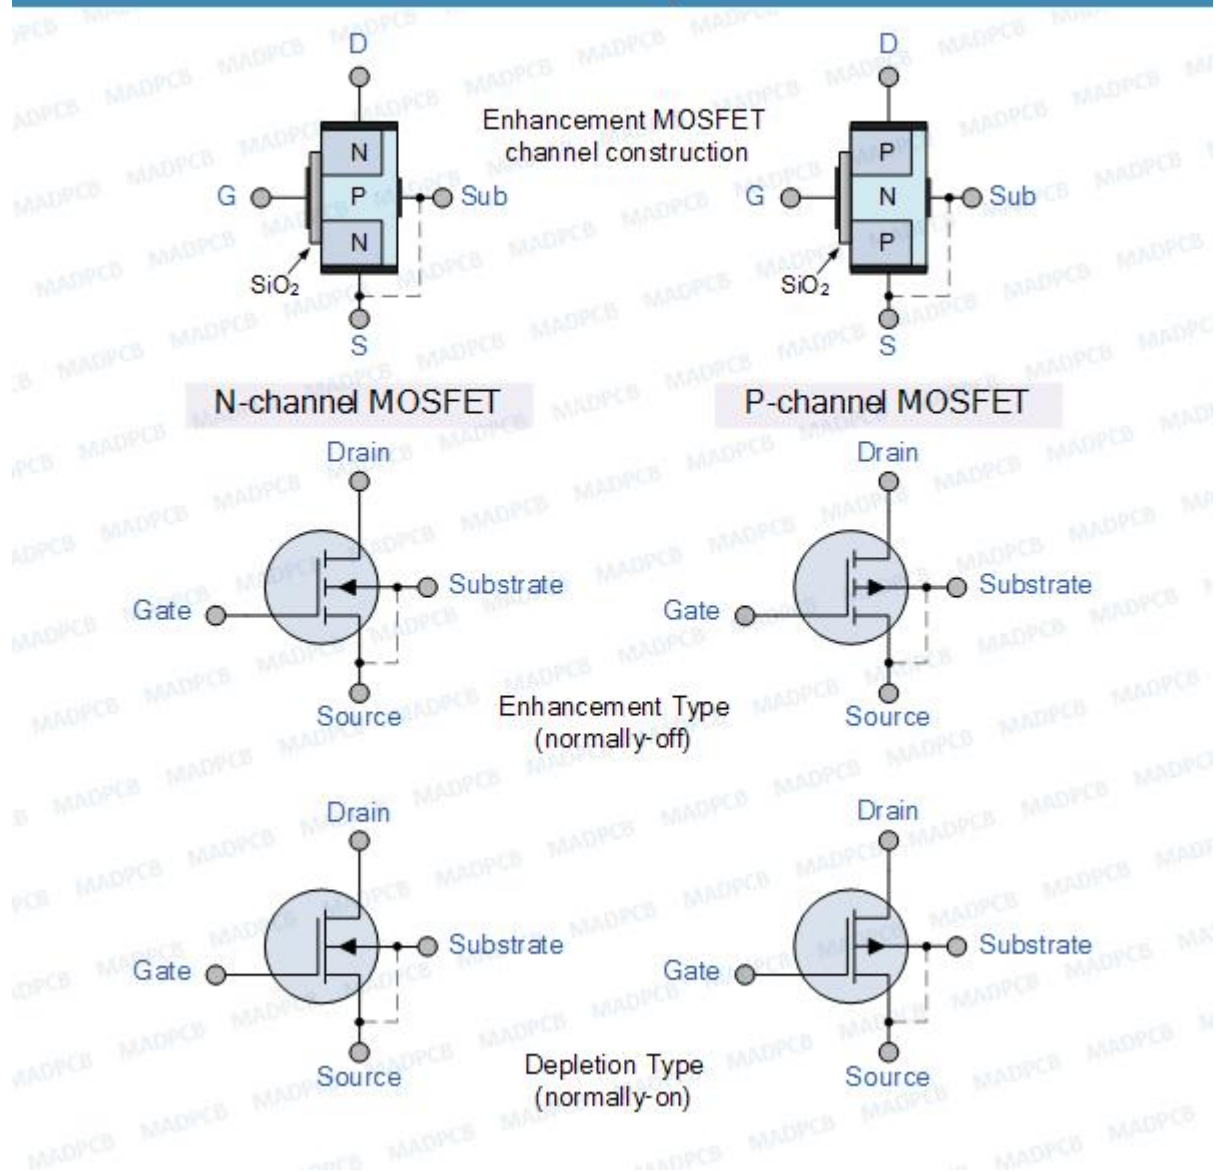 D
D
Enhancement MOSFET
channel construction
N
P
N
G
Sub
SiO₂
S
P
N
P
G
Sub
SiO₂
S
N-channel MOSFET
P-channel MOSFET
Drain
Drain
Substrate
Substrate
Gate
Gate
Source
Source
Enhancement Type
(normally-off)
Drain
Drain
Substrate
Substrate
Gate
Gate
Source
Source
Depletion Type
(normally-on)
MADPCB